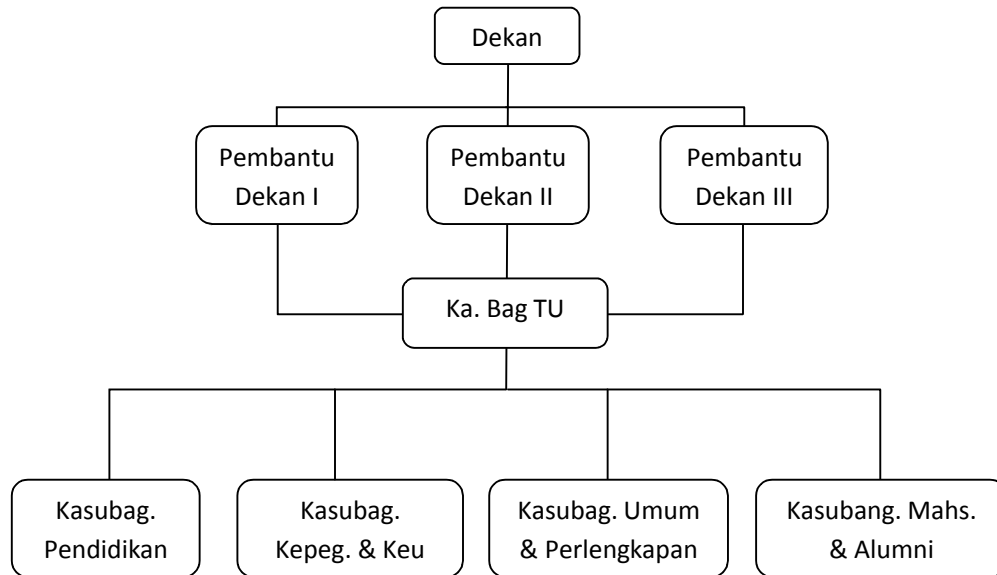 Dekan
Pembantu
Dekan I
Pembantu
Dekan II
Pembantu
Dekan III
Ka. Bag TU
Kasubag.
Pendidikan
Kasubag.
Kepeg. & Keu
Kasubag. Umum
& Perlengkapan
Kasubang. Mahs.
& Alumni